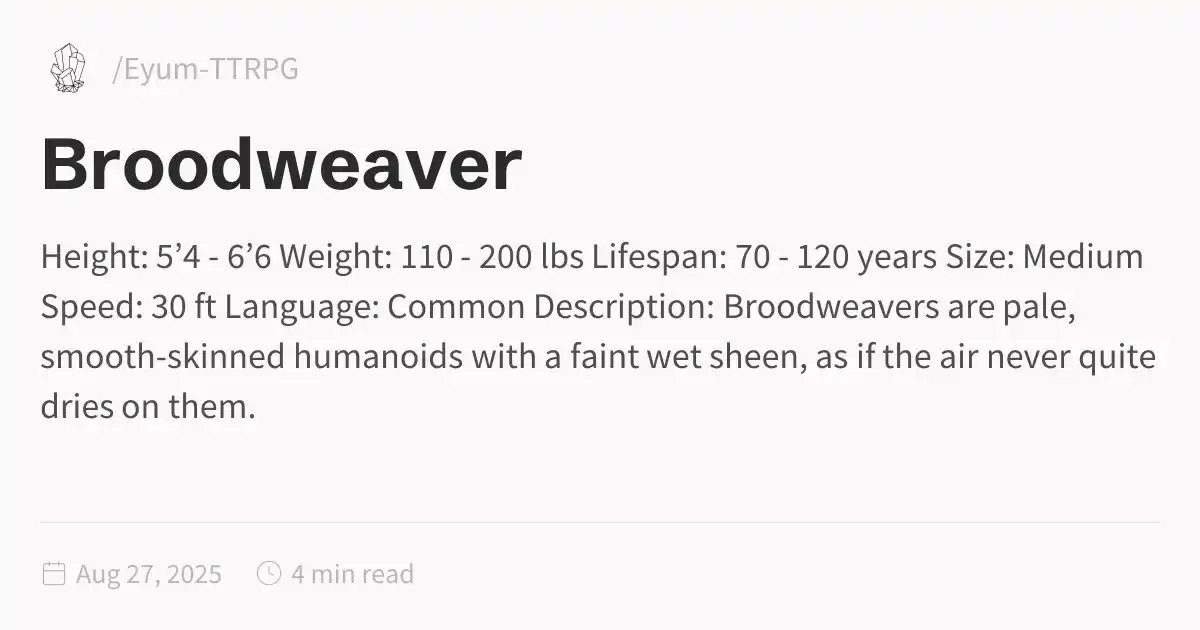 /Eyum-TTRPG
Broodweaver
Height: 5’4 - 6’6 Weight: 110 - 200 lbs Lifespan: 70 - 120 years Size: Medium
Speed: 30 ft Language: Common Description: Broodweavers are pale,
smooth-skinned humanoids with a faint wet sheen, as if the air never quite
dries on them.
Aug 27, 2025 4 min read